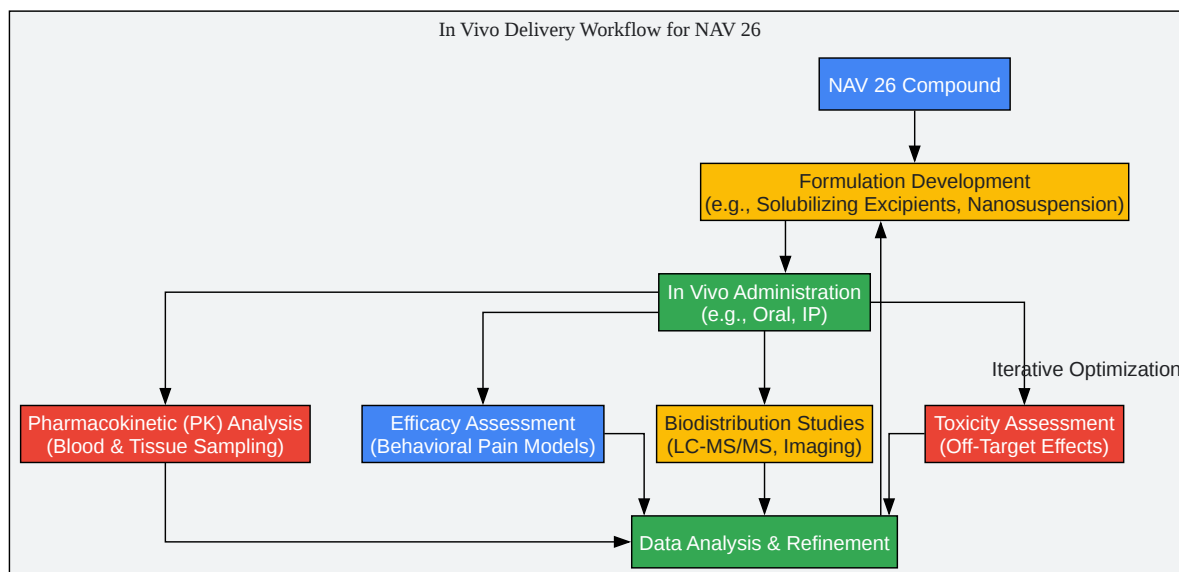 In Vivo Delivery Workflow for NAV 26
NAV 26 Compound
Formulation Development
(e.g., Solubilizing Excipients, Nanosuspension)
In Vivo Administration
(e.g., Oral, IP)
Iterative Optimization
Pharmacokinetic (PK) Analysis
(Blood & Tissue Sampling)
Efficacy Assessment
(Behavioral Pain Models)
Biodistribution Studies
(LC-MS/MS, Imaging)
Toxicity Assessment
(Off-Target Effects)
Data Analysis & Refinement